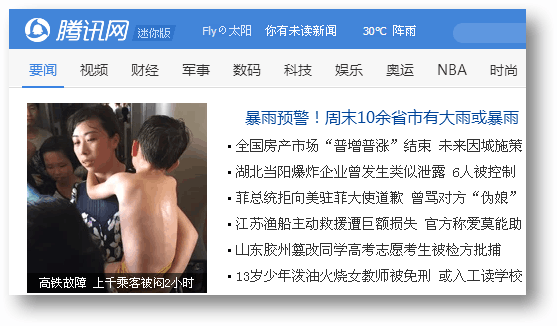 腾讯网 迷你版 Flyの太阳 你有未读新闻 30℃ 阵雨
要闻 视频 财经 军事 数码 科技 娱乐 奥运 NBA 时尚
暴雨预警！周末10余省市有大雨或暴雨
全国房产市场“普增普涨”结束 未来因城施策
湖北当阳爆炸企业曾发生类似泄露 6人被控制
菲总统拒向美驻菲大使道歉 曾骂对方“伪娘”
江苏渔船主动救援遭巨额损失 官方称爱莫能助
山东胶州篡改同学高考志愿考生被检方批捕
13岁少年泼油火烧女教师被免刑 或入工读学校
高铁故障 上千乘客被闷2小时